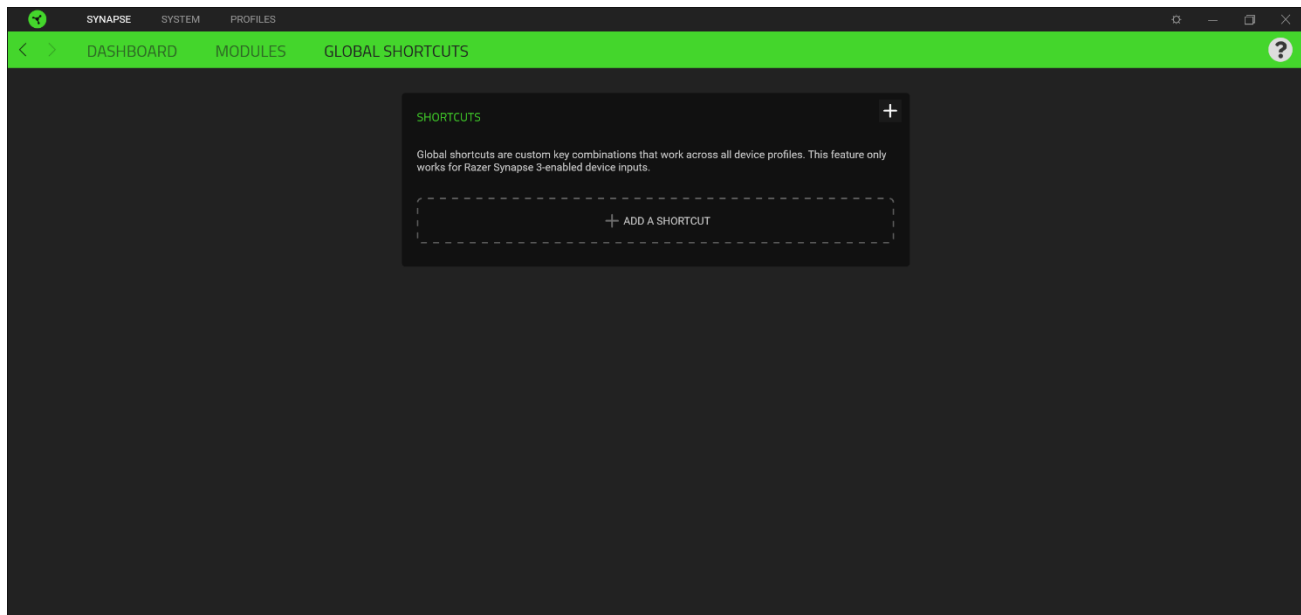 SYNAPSE SYSTEM PROFILES
DASHBOARD MODULES GLOBAL SHORTCUTS ?
SHORTCUTS
Global shortcuts are custom key combinations that work across all device profiles. This feature only
works for Razer Synapse 3-enabled device inputs.
ADD A SHORTCUT